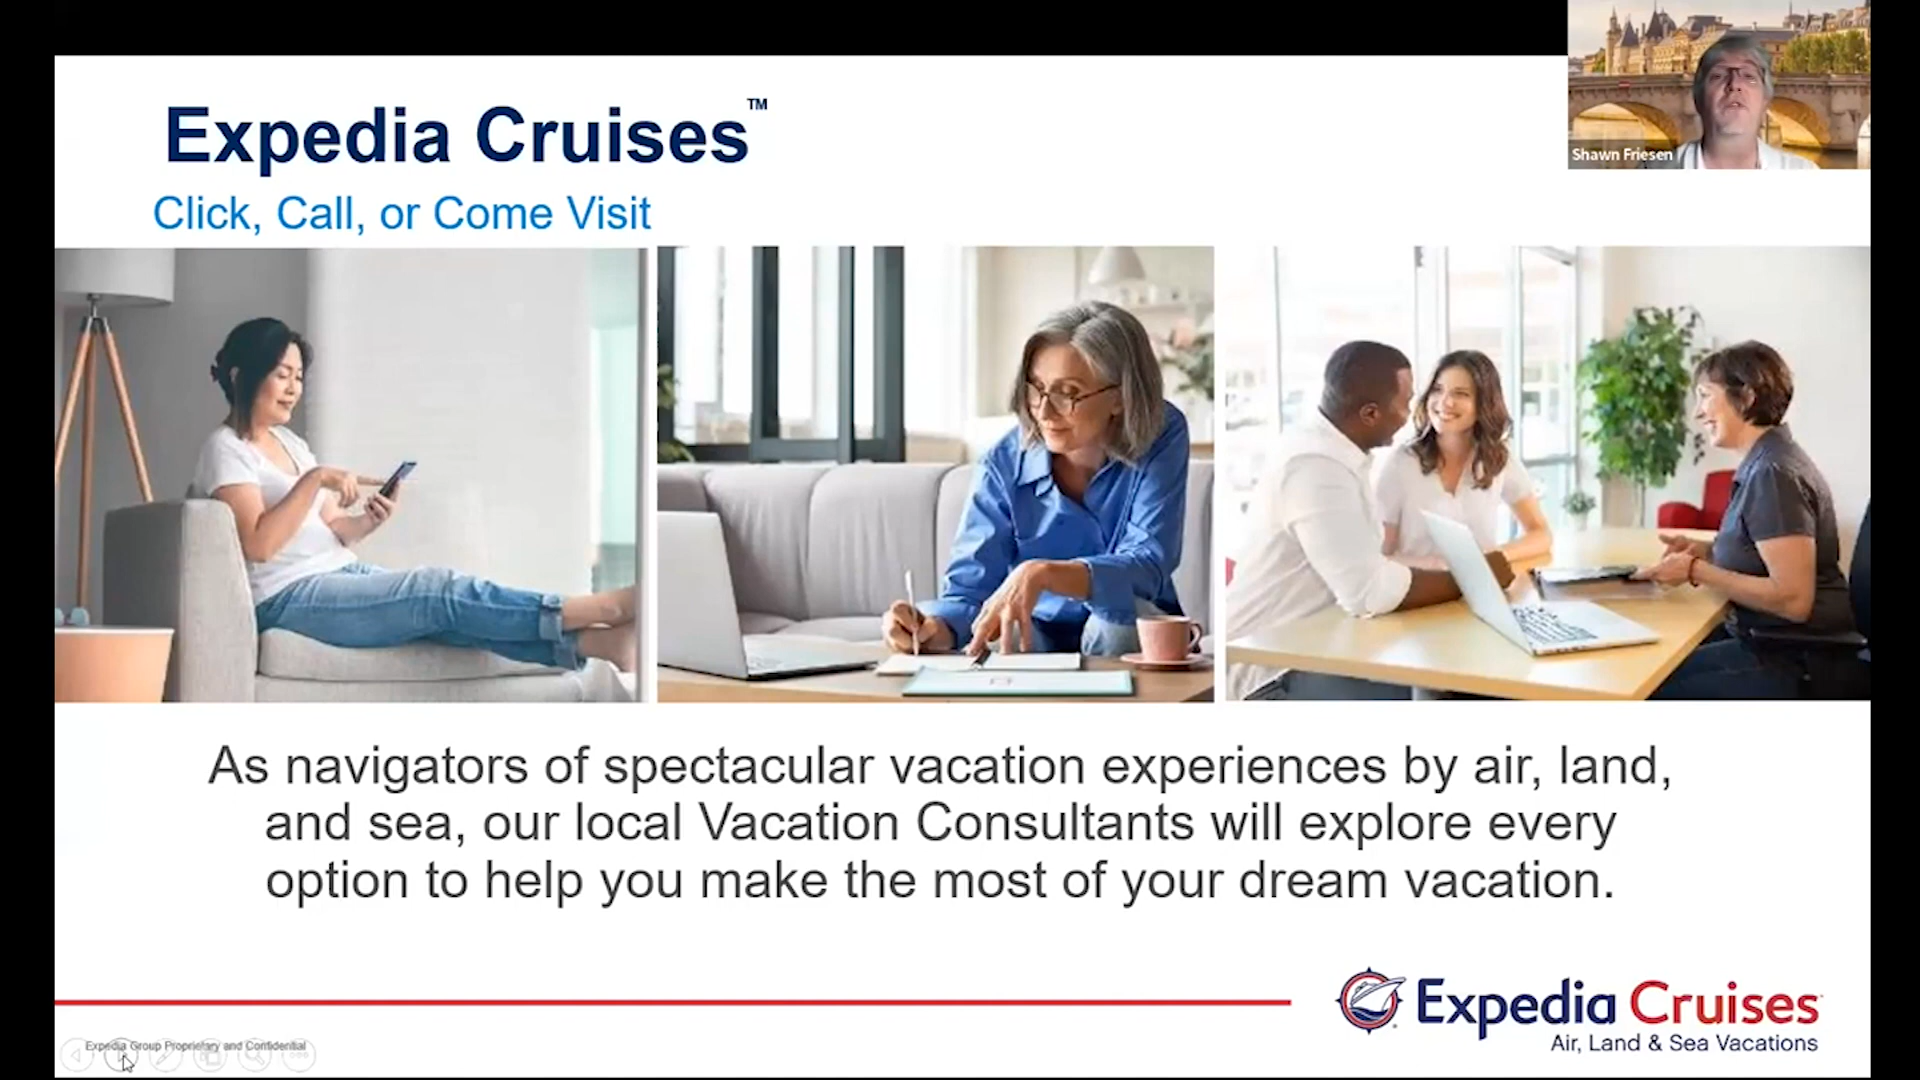 Expedia Cruises™
Click, Call, or Come Visit
Shawn Friesen
As navigators of spectacular vacation experiences by air, land,
and sea, our local Vacation Consultants will explore every
option to help you make the most of your dream vacation.
Expedia Cruises
Air, Land & Sea Vacations
Expedia Group Proprietary and Confidential